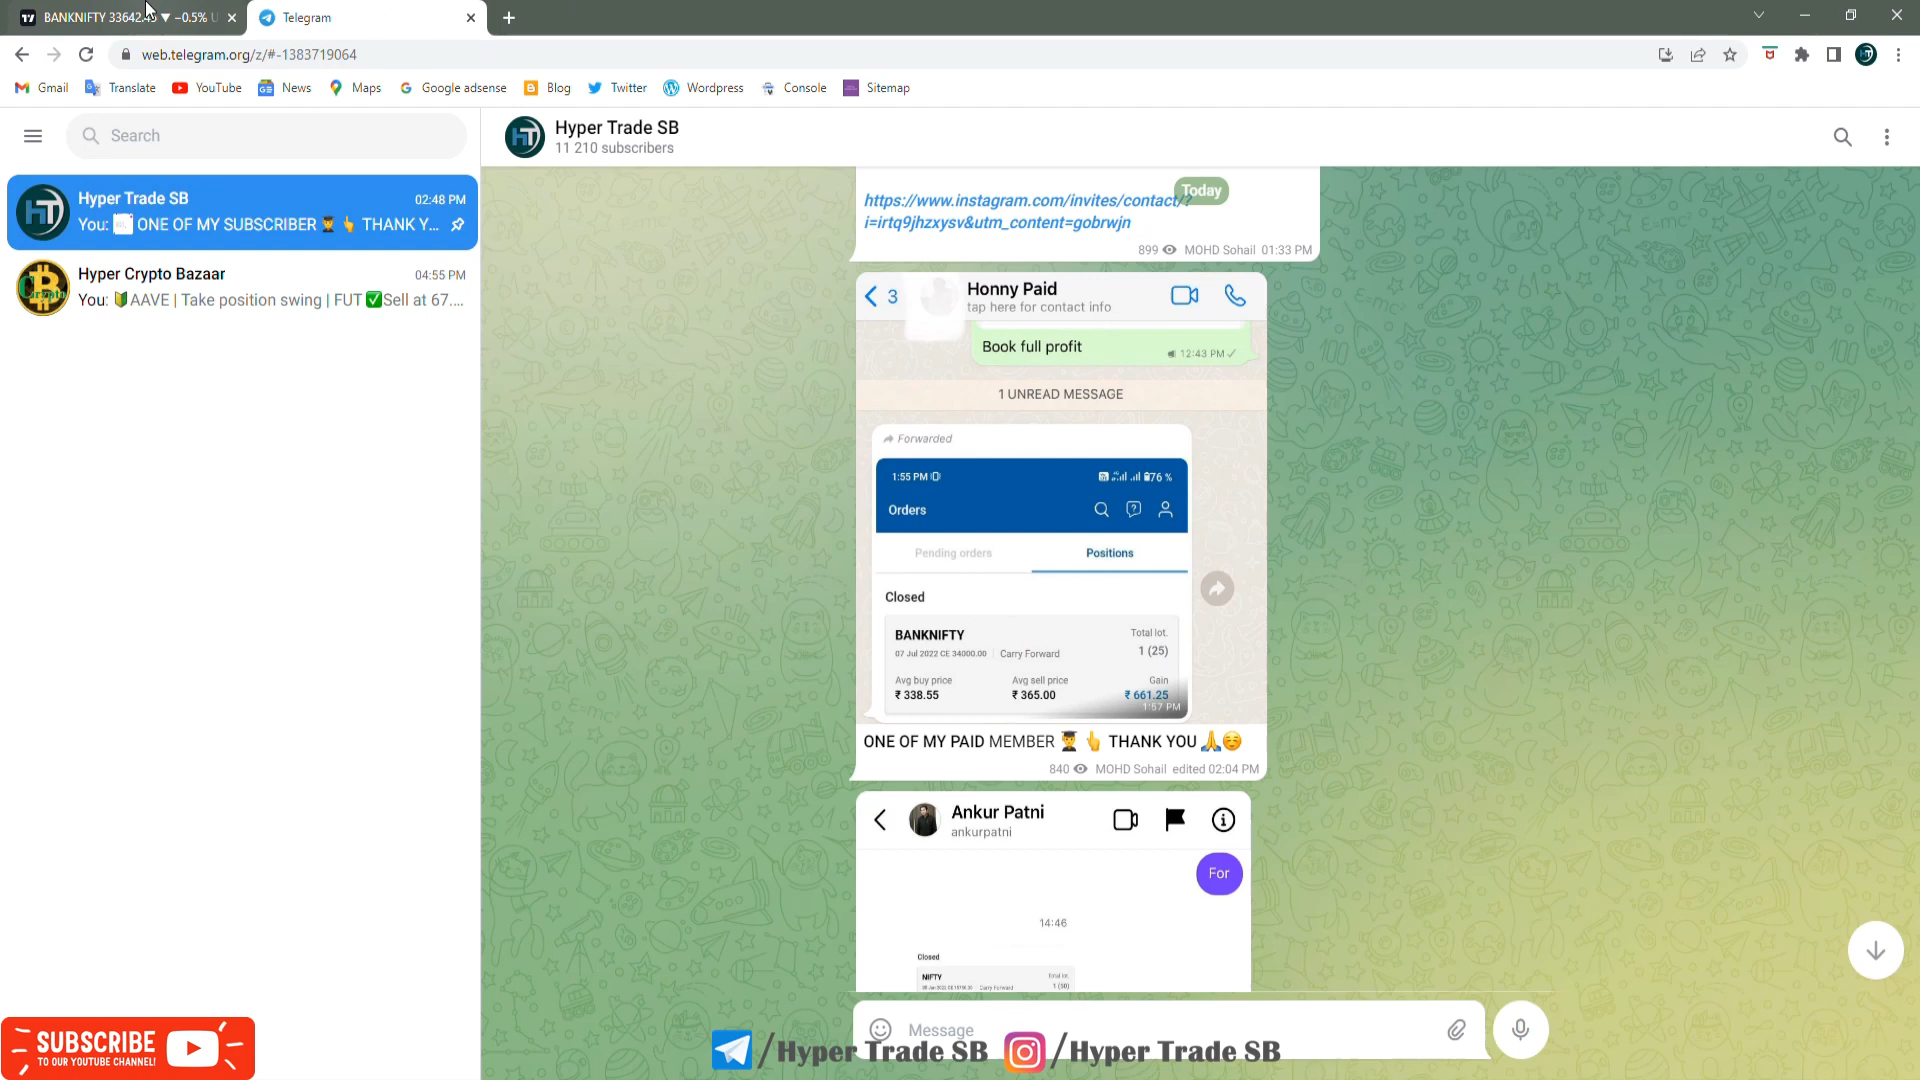 BANKNIFTY 33642. ▼ −0.5% U
Telegram
web.telegram.org/z/#-1383719064
Gmail
Translate
YouTube
News
Maps
Google adsense
Blog
Twitter
Wordpress
Console
Sitemap
Search
Hyper Trade SB
02:48 PM
You: ONE OF MY SUBSCRIBER 👨‍🎓 👆 THANK Y...
Hyper Crypto Bazaar
04:55 PM
You: 🔰AAVE | Take position swing | FUT ✅Sell at 67....
Hyper Trade SB
11 210 subscribers
Today
https://www.instagram.com/invites/contact/?
i=irtq9jhzxysv&utm_content=gobrwjn
899 MOHD Sohail 01:33 PM
3
Honny Paid
tap here for contact info
Book full profit
12:43 PM ✓
1 UNREAD MESSAGE
Forwarded
1:55 PM
76 %
Orders
Pending orders
Positions
Closed
BANKNIFTY
Total lot.
07 Jul 2022 CE 34000.00 | Carry Forward
1 (25)
Avg buy price
Avg sell price
Gain
₹ 338.55
₹ 365.00
₹ 661.25
1:57 PM
ONE OF MY PAID MEMBER 👨‍🎓 👆 THANK YOU 🙏☺️
840 MOHD Sohail edited 02:04 PM
Ankur Patni
ankurpatni
For
14:46
Closed
NIFTY
Total lot.
Carry Forward
1 (50)
Message
SUBSCRIBE
TO OUR YOUTUBE CHANNEL!
/Hyper Trade SB
/Hyper Trade SB